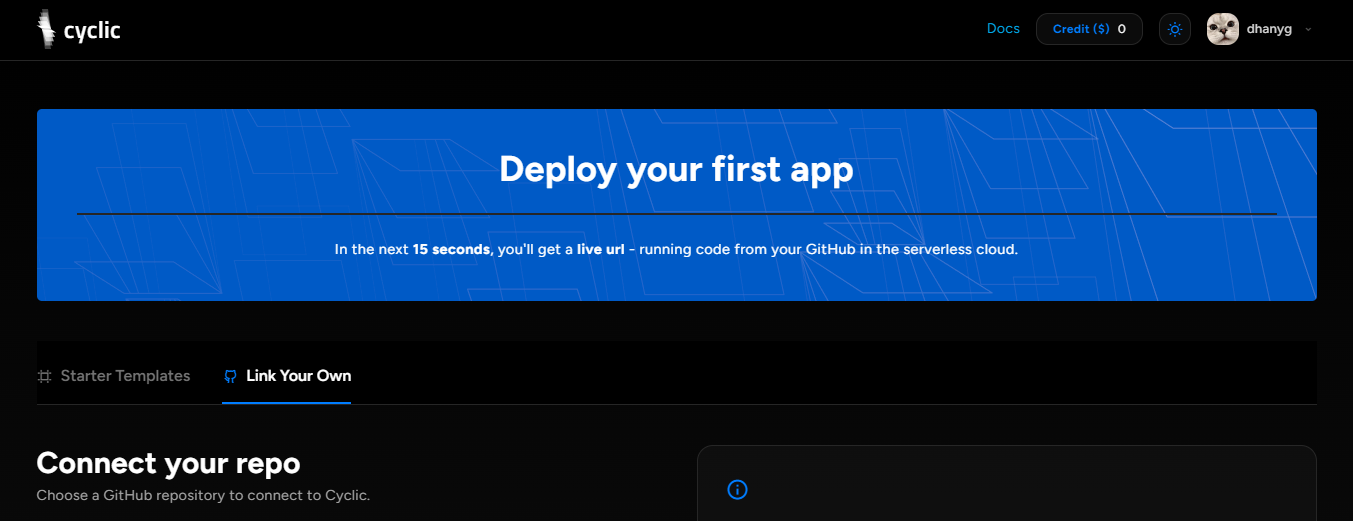 cyclic
Docs
Credit ($) 0
dhanyg
Deploy your first app
In the next 15 seconds, you'll get a live url - running code from your GitHub in the serverless cloud.
Starter Templates
Link Your Own
Connect your repo
Choose a GitHub repository to connect to Cyclic.